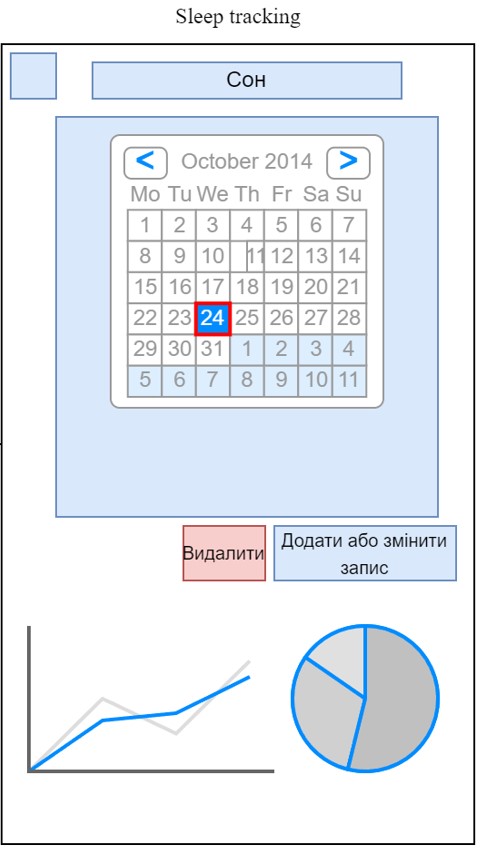 Sleep tracking
Сон
< October 2014 >
Mo Tu We Th Fr Sa Su
1 2 3 4 5 6 7
8 9 10 11 12 13 14
15 16 17 18 19 20 21
22 23 24 25 26 27 28
29 30 31 1 2 3 4
5 6 7 8 9 10 11
Видалити
Додати або змінити
запис